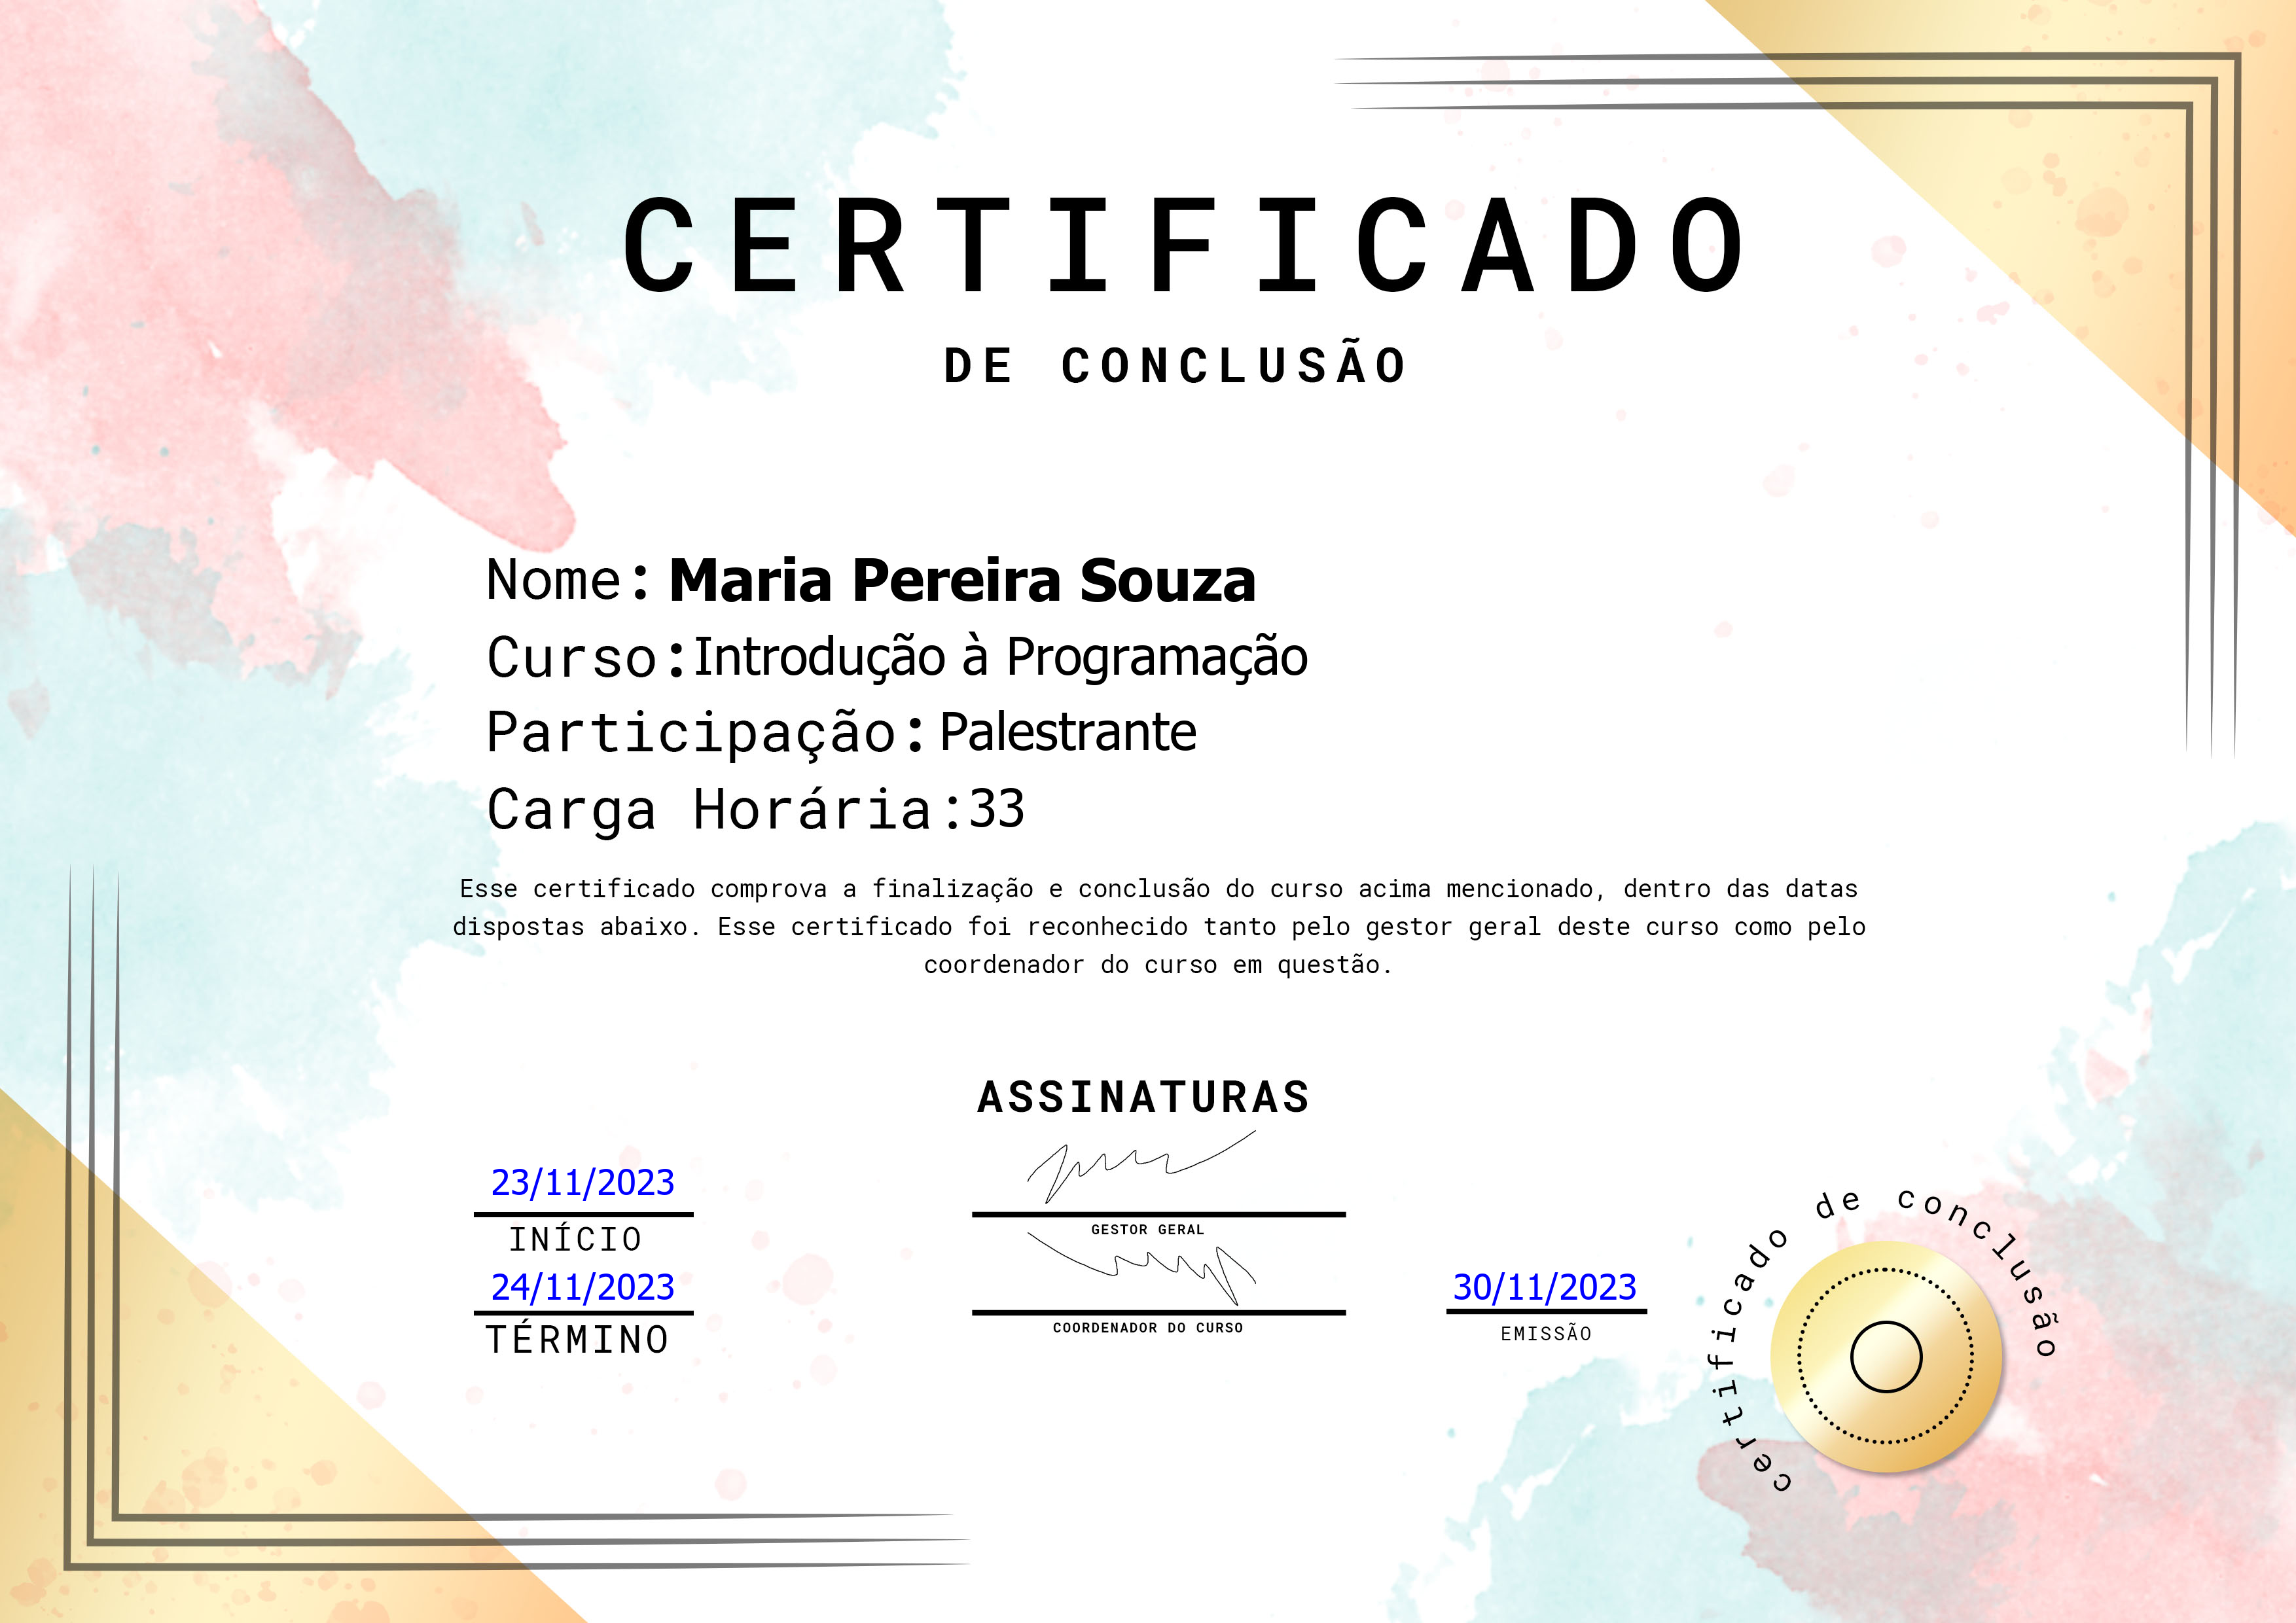 CERTIFICADO
DE CONCLUSÃO
Nome: Maria Pereira Souza
Curso:Introdução à Programação
Participação: Palestrante
Carga Horária:33
Esse certificado comprova a finalização e conclusão do curso acima mencionado, dentro das datas
dispostas abaixo. Esse certificado foi reconhecido tanto pelo gestor geral deste curso como pelo
coordenador do curso em questão.
ASSINATURAS
23/11/2023
INÍCIO
24/11/2023
TÉRMINO
GESTOR GERAL
COORDENADOR DO CURSO
30/11/2023
EMISSÃO
certificado de conclusão